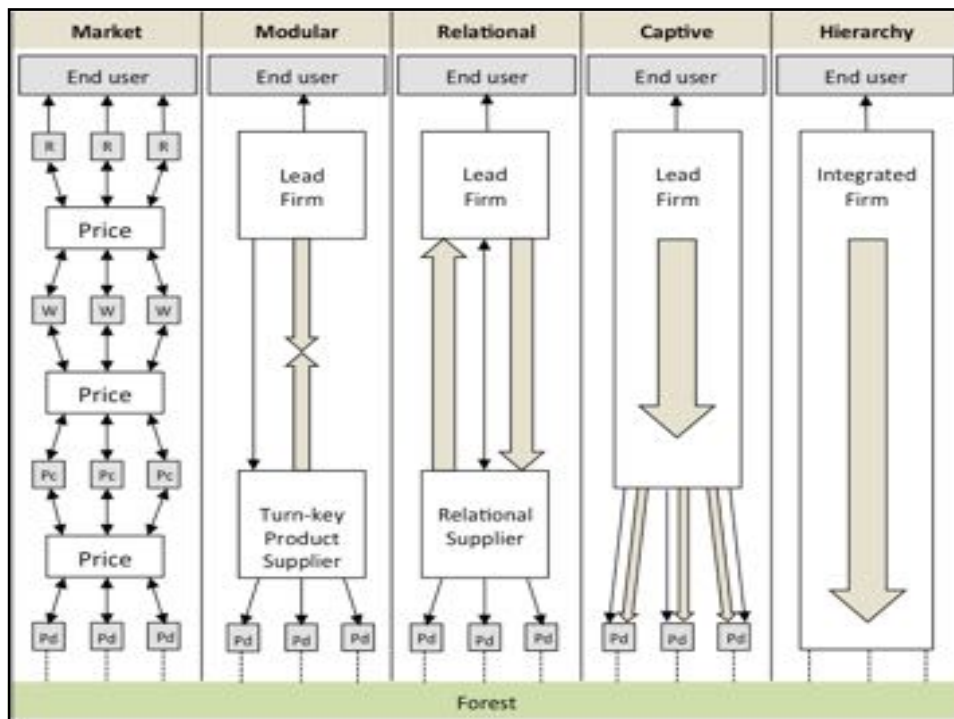 Market Modular Relational Captive Hierarchy
End user End user End user End user End user
R R R
Lead
Firm
Lead
Firm
Lead
Firm
Integrated
Firm
Price
W W W
Price
Pc Pc Pc
Turn-key
Product
Supplier
Relational
Supplier
Price
Pd Pd Pd Pd Pd Pd Pd Pd Pd Pd Pd Pd
Forest